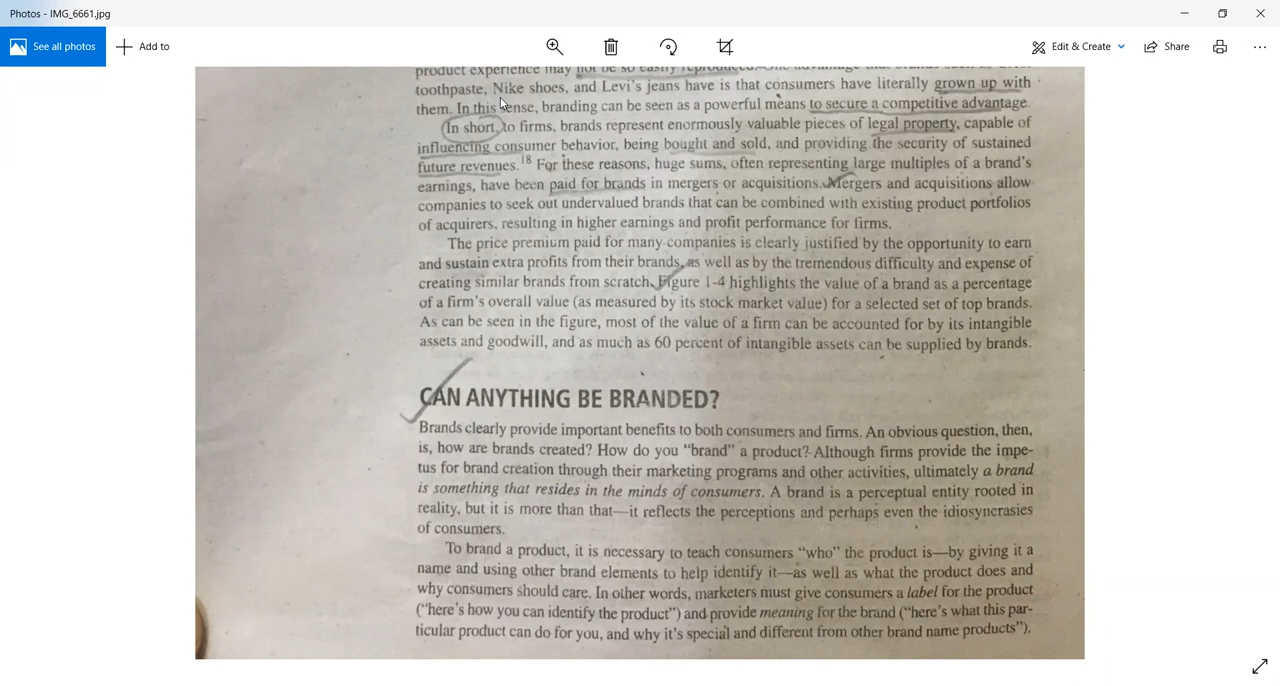 Photos - IMG_6661.jpg
See all photos
Add to
Edit & Create
Share
product experience may not be so easily reproduced. One advantage that brands such as
toothpaste, Nike shoes, and Levi's jeans have is that consumers have literally grown up with
them. In this sense, branding can be seen as a powerful means to secure a competitive advantage.
In short, to firms, brands represent enormously valuable pieces of legal property, capable of
influencing consumer behavior, being bought and sold, and providing the security of sustained
future revenues.18 For these reasons, huge sums, often representing large multiples of a brand's
earnings, have been paid for brands in mergers or acquisitions. Mergers and acquisitions allow
companies to seek out undervalued brands that can be combined with existing product portfolios
of acquirers, resulting in higher earnings and profit performance for firms.
The price premium paid for many companies is clearly justified by the opportunity to earn
and sustain extra profits from their brands, as well as by the tremendous difficulty and expense of
creating similar brands from scratch. Figure 1-4 highlights the value of a brand as a percentage
of a firm's overall value (as measured by its stock market value) for a selected set of top brands.
As can be seen in the figure, most of the value of a firm can be accounted for by its intangible
assets and goodwill, and as much as 60 percent of intangible assets can be supplied by brands.
CAN ANYTHING BE BRANDED?
Brands clearly provide important benefits to both consumers and firms. An obvious question, then,
is, how are brands created? How do you "brand" a product? Although firms provide the impe-
tus for brand creation through their marketing programs and other activities, ultimately a brand
is something that resides in the minds of consumers. A brand is a perceptual entity rooted in
reality, but it is more than that—it reflects the perceptions and perhaps even the idiosyncrasies
of consumers.
To brand a product, it is necessary to teach consumers "who" the product is—by giving it a
name and using other brand elements to help identify it—as well as what the product does and
why consumers should care. In other words, marketers must give consumers a label for the product
("here's how you can identify the product") and provide meaning for the brand ("here's what this par-
ticular product can do for you, and why it's special and different from other brand name products").